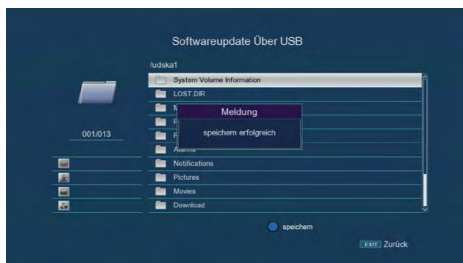 Softwareupdate Über USB
/udska1
System Volume Information
LOST.DIR
M
Meldung
P
speichern erfolgreich
001/013
Alarms
Notifications
Pictures
Movies
Download
speichern
EXIT Zurück